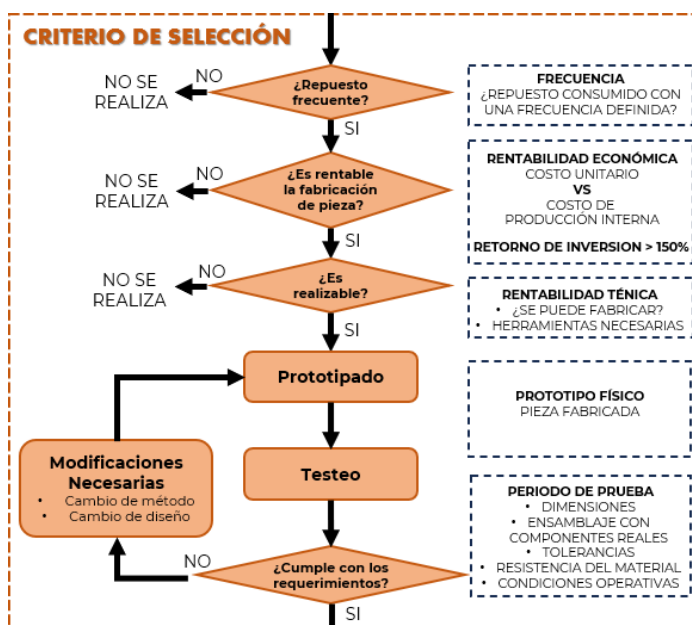 CRITERIO DE SELECCIÓN
¿Repuesto
frecuente?
NO
NO SE
REALIZA
SI
FRECUENCIA
¿REPUESTO CONSUMIDO CON
UNA FRECUENCIA DEFINIDA?
¿Es rentable
la fabricación
de pieza?
NO
NO SE
REALIZA
SI
RENTABILIDAD ECONÓMICA
COSTO UNITARIO
VS
COSTO DE
PRODUCCIÓN INTERNA
RETORNO DE INVERSION > 150%
¿Es
realizable?
NO
NO SE
REALIZA
SI
RENTABILIDAD TÉNICA
• ¿SE PUEDE FABRICAR?
• HERRAMIENTAS NECESARIAS
Prototipado
PROTOTIPO FÍSICO
PIEZA FABRICADA
Modificaciones
Necesarias
• Cambio de método
• Cambio de diseño
Testeo
PERIODO DE PRUEBA
• DIMENSIONES
• ENSAMBLAJE CON
COMPONENTES REALES
• TOLERANCIAS
• RESISTENCIA DEL MATERIAL
• CONDICIONES OPERATIVAS
¿Cumple con los
requerimientos?
NO
SI